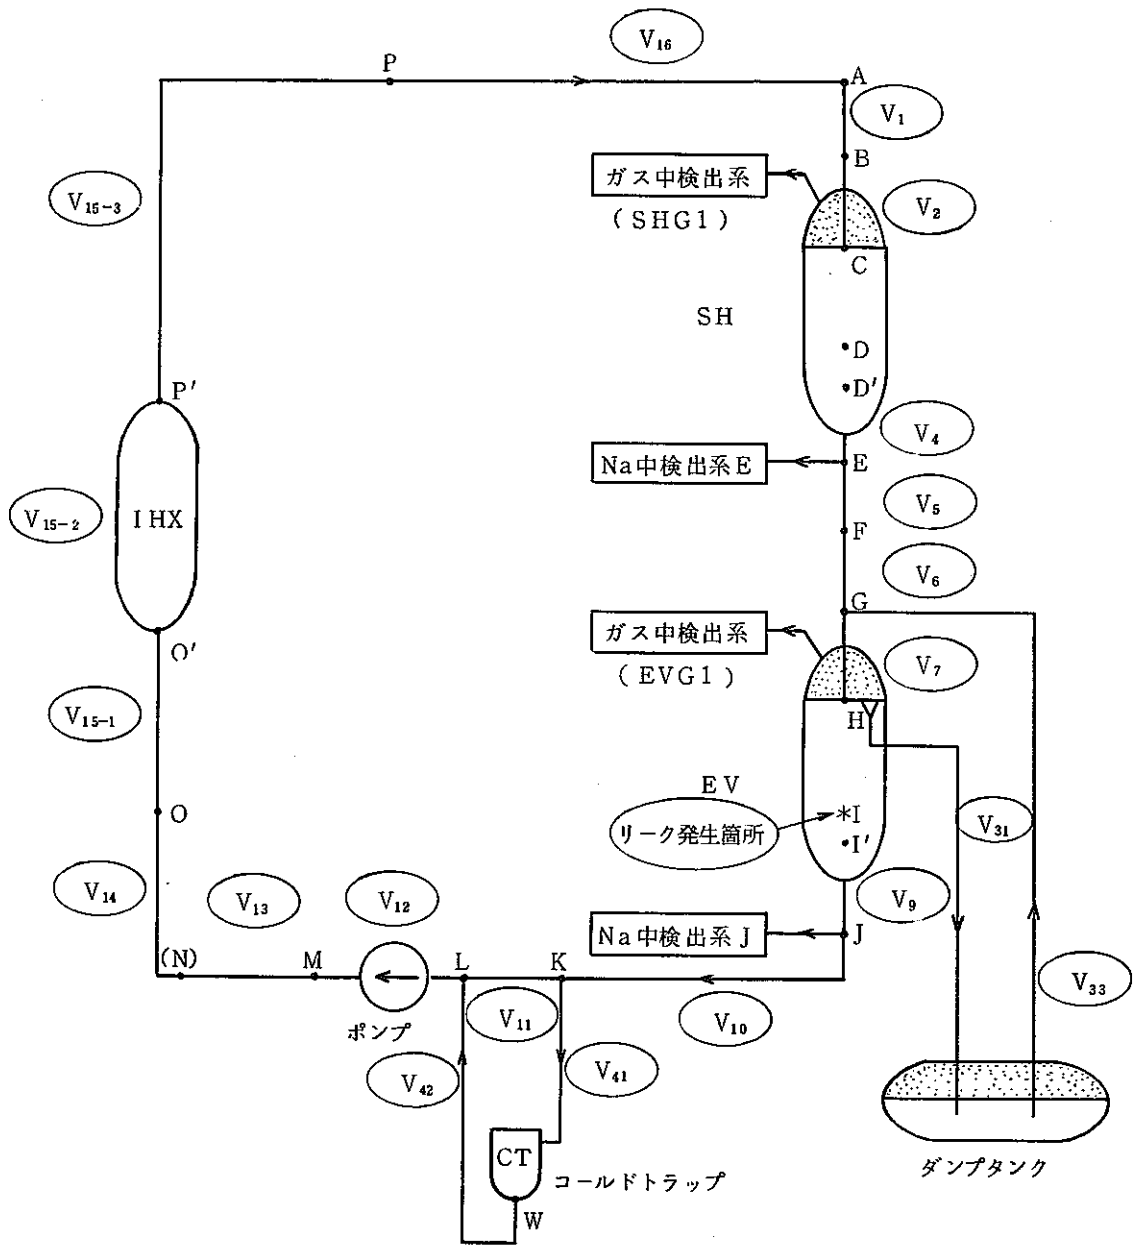 V₁₆
P
A
V₁
B
ガス中検出系
(SHG1)
V₁₅₋₃
V₂
C
SH
D
D'
P'
V₄
Na中検出系E
E
V₁₅₋₂
IHX
V₅
F
V₆
G
ガス中検出系
(EVG1)
O'
V₇
H
V₁₅₋₁
EV
リーク発生箇所
*I
I'
V₃₁
O
V₁₄
V₁₃
V₁₂
V₉
Na中検出系J
J
(N)
M
L
K
ポンプ
V₁₁
V₁₀
V₃₃
V₄₂
V₄₁
CT
コールドトラップ
W
ダンプタンク